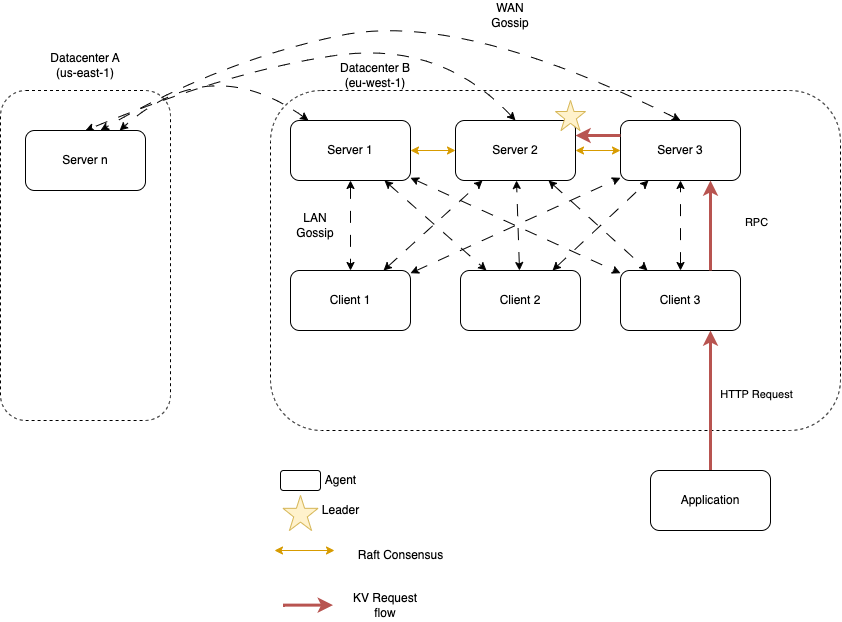 WAN
Gossip
Datacenter A
(us-east-1)
Datacenter B
(eu-west-1)
Server n
Server 1
Server 2
Server 3
LAN
Gossip
RPC
Client 1
Client 2
Client 3
HTTP Request
Application
Agent
Leader
Raft Consensus
KV Request
flow